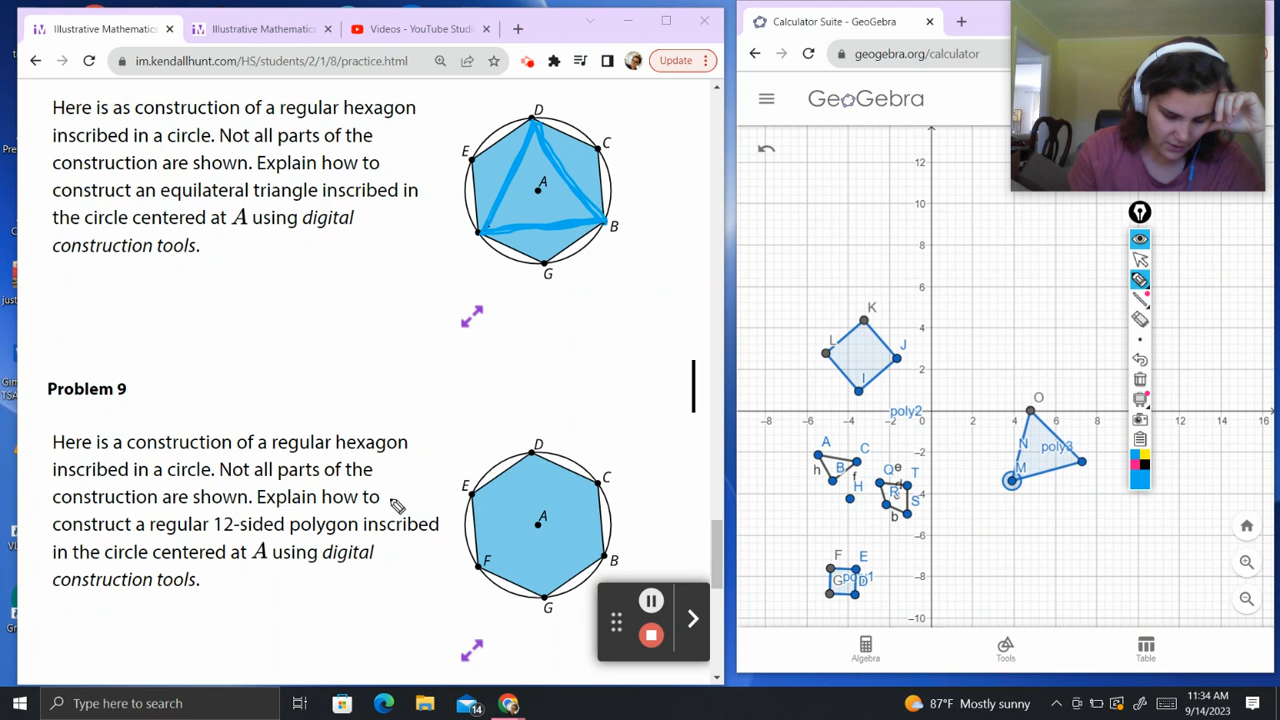 Illustrative Mathematics
Illustrative Mathematics
Videos - YouTube Studi
im.kendallhunt.com/HS/students/2/1/8/practice.html
Update
Here is as construction of a regular hexagon
inscribed in a circle. Not all parts of the
construction are shown. Explain how to
construct an equilateral triangle inscribed in
the circle centered at A using digital
construction tools.
D
C
E
A
B
G
Problem 9
Here is a construction of a regular hexagon
inscribed in a circle. Not all parts of the
construction are shown. Explain how to
construct a regular 12-sided polygon inscribed
in the circle centered at A using digital
construction tools.
D
C
E
A
F
B
G
Calculator Suite - GeoGebra
geogebra.org/calculator
GeoGebra
12
10
8
6
4
2
0
-2
-4
-6
-8
-10
-8
-6
-4
-2
4
6
8
12
14
16
K
L
J
I
poly2
O
N
poly3
M
A
C
B
h
f
H
Q
e
T
R
S
b
F
E
G
poly1
D
Algebra
Tools
Table
Type here to search
14
87°F Mostly sunny
11:34 AM
9/14/2023